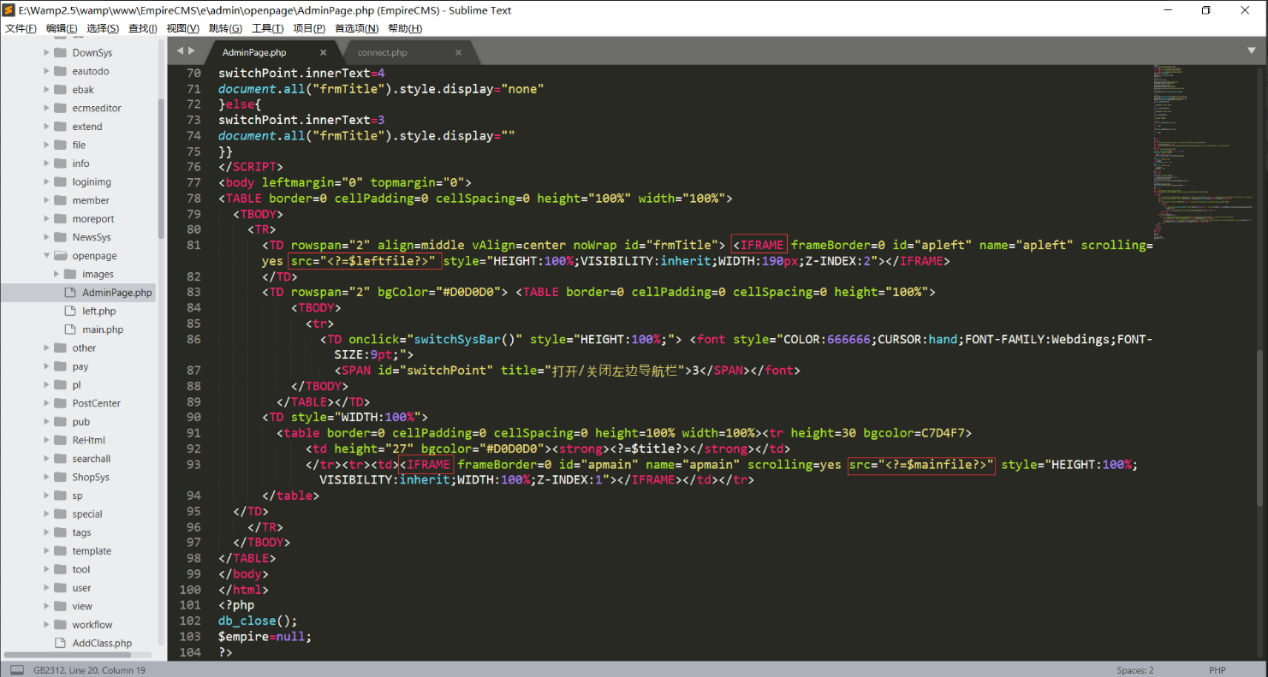 E:\Wamp2.5\wamp\www\EmpireCMS\e\admin\openpage\AdminPage.php (EmpireCMS) - Sublime Text
文件(F) 编辑(E) 选择(S) 查找(I) 视图(V) 跳转(G) 工具(T) 项目(P) 首选项(N) 帮助(H)
DownSys
eautodo
ebak
ecmseditor
extend
file
info
loginimg
member
moreport
NewsSys
openpage
images
AdminPage.php
left.php
main.php
other
pay
pl
PostCenter
pub
ReHtml
searchall
ShopSys
sp
special
tags
template
tool
user
view
workflow
AddClass.php
AdminPage.php × connect.php ×
70 switchPoint.innerText=4
71 document.all("frmTitle").style.display="none"
72 }else{
73 switchPoint.innerText=3
74 document.all("frmTitle").style.display=""
75 }}
76 </SCRIPT>
77 <body leftmargin="0" topmargin="0">
78 <TABLE border=0 cellPadding=0 cellSpacing=0 height="100%" width="100%">
79 <TBODY>
80 <TR>
81 <TD rowspan="2" align=middle vAlign=center noWrap id="frmTitle"> <IFRAME frameBorder=0 id="apleft" name="apleft" scrolling=
yes src="<?=$leftfile?>" style="HEIGHT:100%;VISIBILITY:inherit;WIDTH:190px;Z-INDEX:2"></IFRAME>
82 </TD>
83 <TD rowspan="2" bgColor="#D0D0D0"> <TABLE border=0 cellPadding=0 cellSpacing=0 height="100%">
84 <TBODY>
85 <tr>
86 <TD onclick="switchSysBar()" style="HEIGHT:100%;"> <font style="COLOR:666666;CURSOR:hand;FONT-FAMILY:Webdings;FONT-
SIZE:9pt;">
87 <SPAN id="switchPoint" title="打开/关闭左边导航栏">3</SPAN></font>
88 </TBODY>
89 </TABLE></TD>
90 <TD style="WIDTH:100%">
91 <table border=0 cellPadding=0 cellSpacing=0 height=100% width=100%><tr height=30 bgcolor=C7D4F7>
92 <td height="27" bgcolor="#D0D0D0"><strong><?=$title?></strong></td>
93 </tr><tr><td><IFRAME frameBorder=0 id="apmain" name="apmain" scrolling=yes src="<?=$mainfile?>" style="HEIGHT:100%;
VISIBILITY:inherit;WIDTH:100%;Z-INDEX:1"></IFRAME></td></tr>
94 </table>
95 </TD>
96 </TR>
97 </TBODY>
98 </TABLE>
99 </body>
100 </html>
101 <?php
102 db_close();
103 $empire=null;
104 ?>
GB2312, Line 20, Column 19 Spaces: 2 PHP